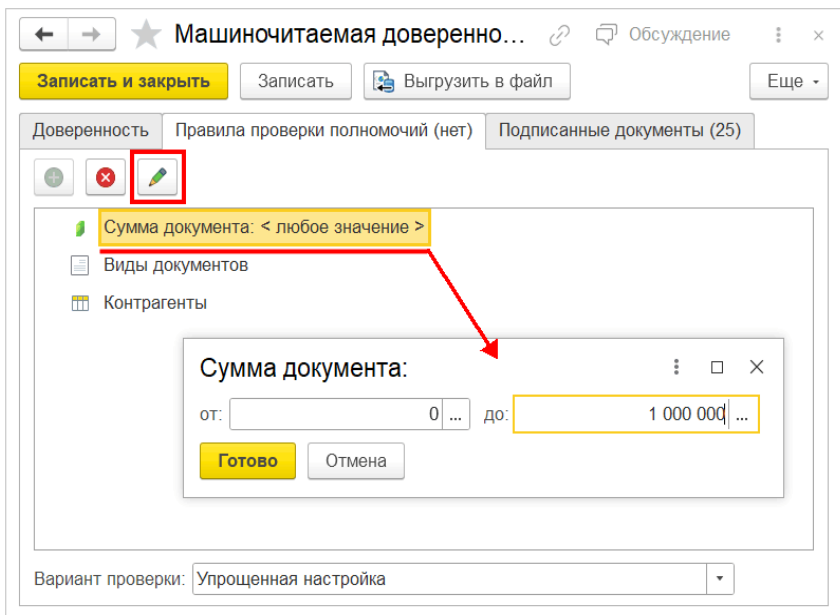 Машиночитаемая доверенно... Обсуждение
Записать и закрыть Записать Выгрузить в файл Еще
Доверенность Правила проверки полномочий (нет) Подписанные документы (25)
Сумма документа: < любое значение >
Виды документов
Контрагенты
Сумма документа:
от: 0 ... до: 1 000 000 ...
Готово Отмена
Вариант проверки: Упрощенная настройка